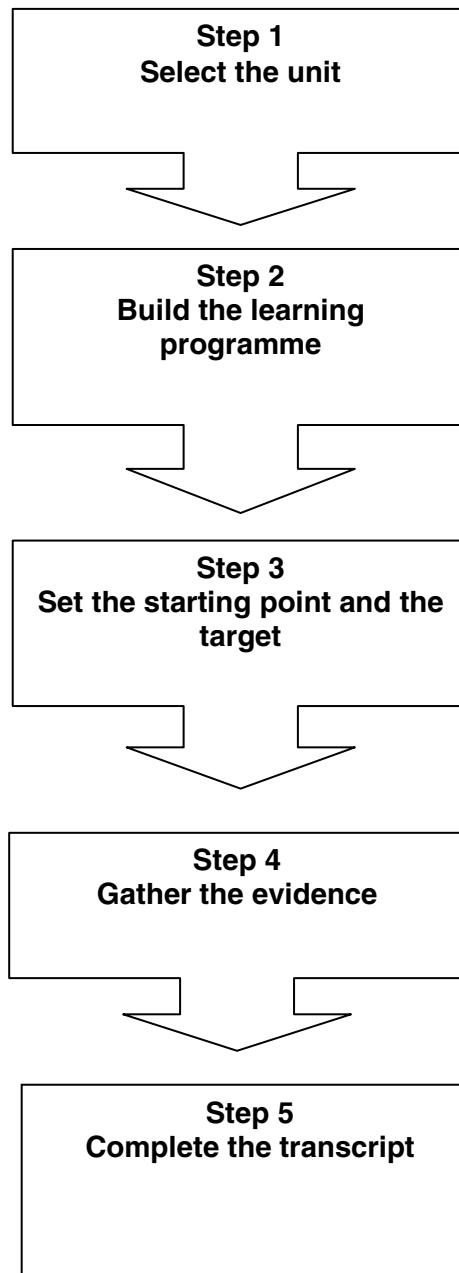 Step 1
Select the unit
Step 2
Build the learning
programme
Step 3
Set the starting point and the
target
Step 4
Gather the evidence
Step 5
Complete the transcript